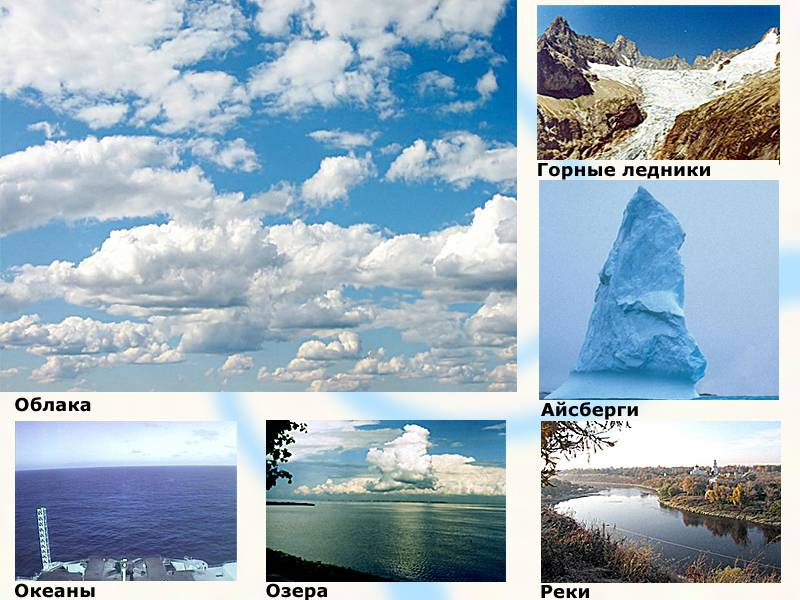 Горные ледники
Облака
Айсберги
Океаны
Озера
Реки